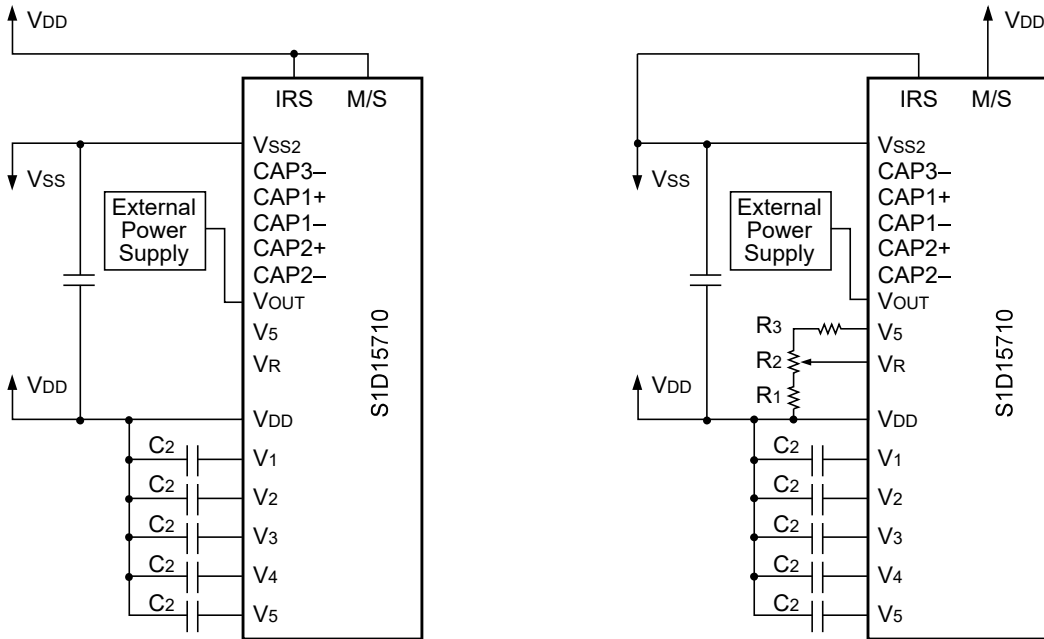 VDD
IRS M/S
VSS2
CAP3–
VSS
CAP1+
External
Power
Supply
CAP1–
CAP2+
CAP2–
VOUT
V5
VR
S1D15710
VDD
VDD
C2 V1
C2 V2
C2 V3
C2 V4
C2 V5
VDD
IRS M/S
VSS2
CAP3–
VSS
CAP1+
External
Power
Supply
CAP1–
CAP2+
CAP2–
VOUT
R3 V5
R2 VR
R1
S1D15710
VDD
VDD
C2 V1
C2 V2
C2 V3
C2 V4
C2 V5